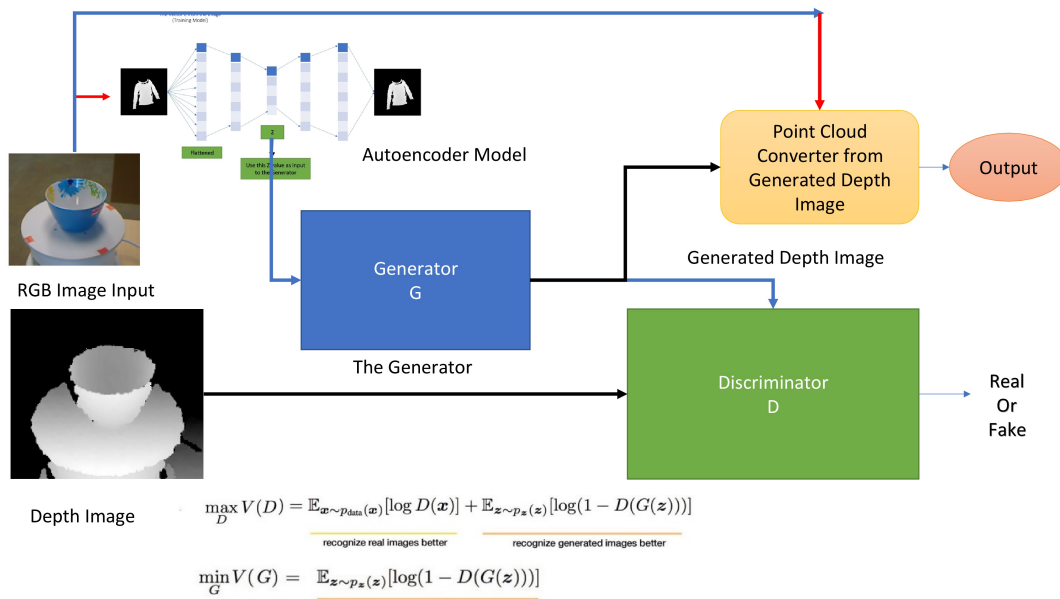 (Training Model)
Flattened
Z
Use this Z value as input
to the Generator
Autoencoder Model
Point Cloud
Converter from
Generated Depth
Image
Output
RGB Image Input
Generator
G
Generated Depth Image
The Generator
Discriminator
D
Real
Or
Fake
Depth Image
max_D V(D) = 𝔼_{x∼p_data(x)}[log D(x)] + 𝔼_{z∼p_z(z)}[log(1 − D(G(z)))]
recognize real images better
recognize generated images better
min_G V(G) = 𝔼_{z∼p_z(z)}[log(1 − D(G(z)))]